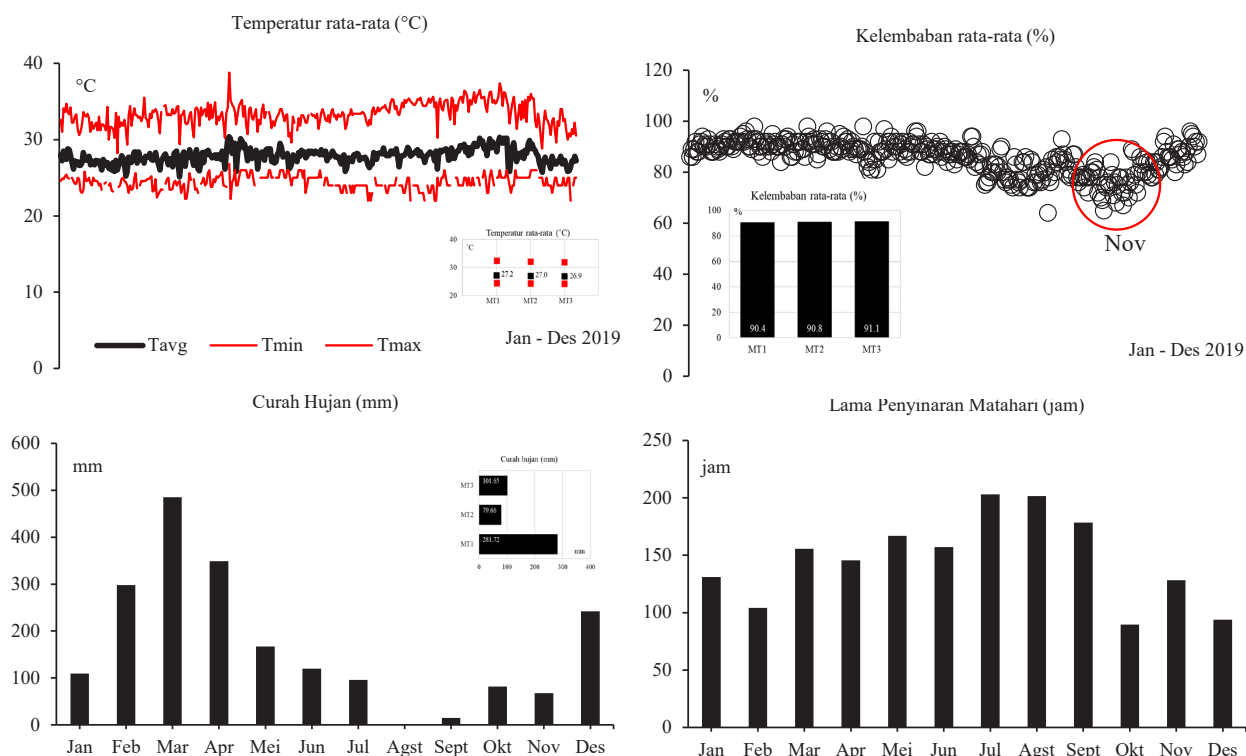 Temperatur rata-rata (°C)
40
30
20
10
0
°C
Temperatur rata-rata (°C)
40
30
20
°C
27.2
27.0
26.9
MT1 MT2 MT3
Tavg Tmin Tmax
Jan - Des 2019
Kelembaban rata-rata (%)
120
100
80
60
40
20
0
%
Nov
Kelembaban rata-rata (%)
100
80
60
40
20
0
%
90.4 90.8 91.1
MT1 MT2 MT3
Jan - Des 2019
Curah Hujan (mm)
600
500
400
300
200
100
0
mm
Curah hujan (mm)
MT3 101.65
MT2 79.66
MT1 281.72
mm
0 100 200 300 400
Jan Feb Mar Apr Mei Jun Jul Agst Sept Okt Nov Des
Lama Penyinaran Matahari (jam)
250
200
150
100
50
0
jam
Jan Feb Mar Apr Mei Jun Jul Agst Sept Okt Nov Des